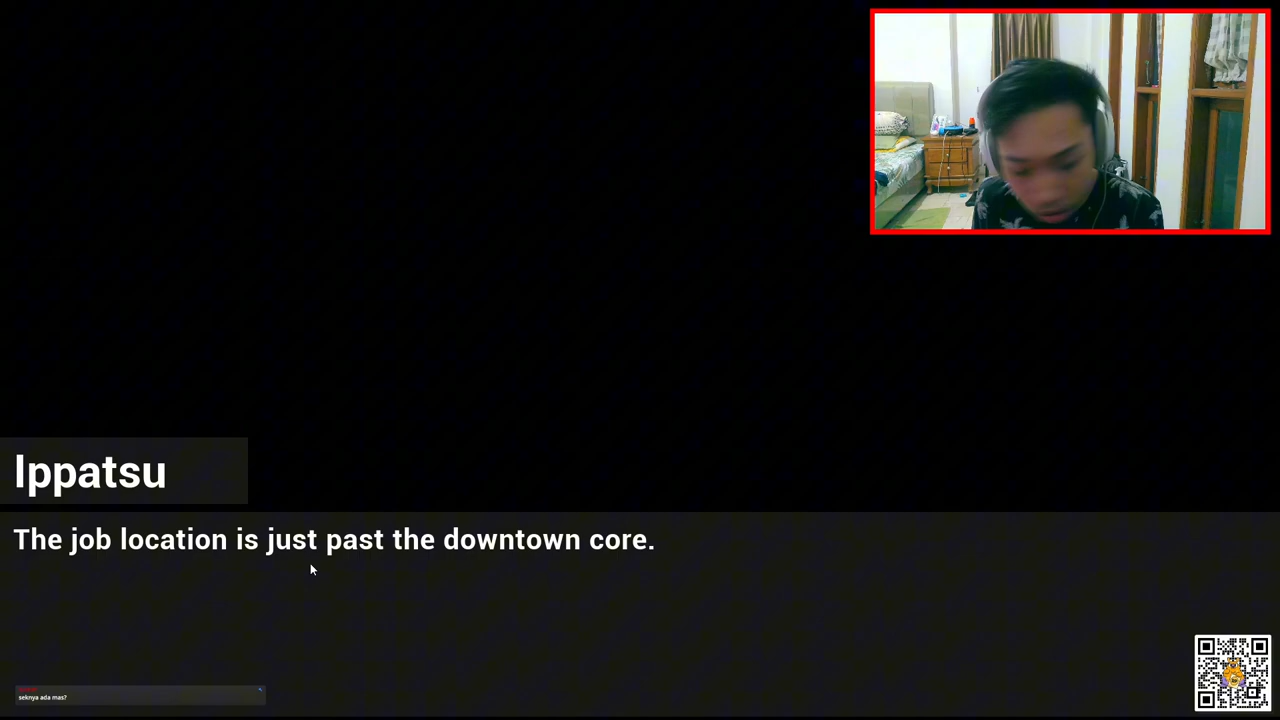 Ippatsu
The job location is just past the downtown core.
seknya ada mas?